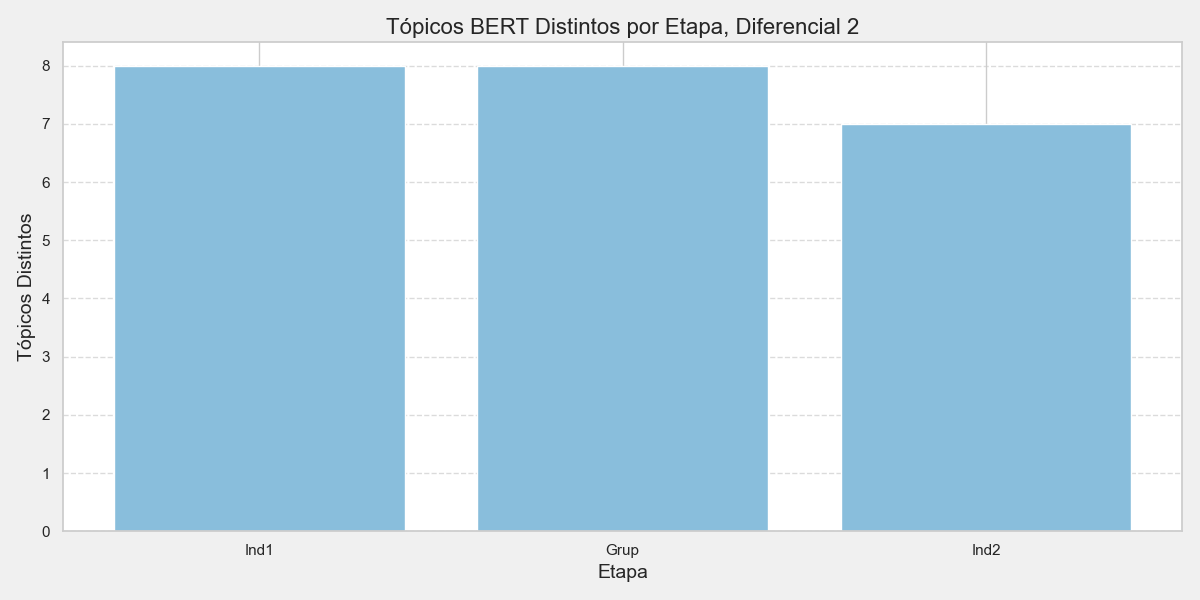 Tópicos BERT Distintos por Etapa, Diferencial 2
Tópicos Distintos
8
7
6
5
4
3
2
1
0
Ind1
Grup
Ind2
Etapa